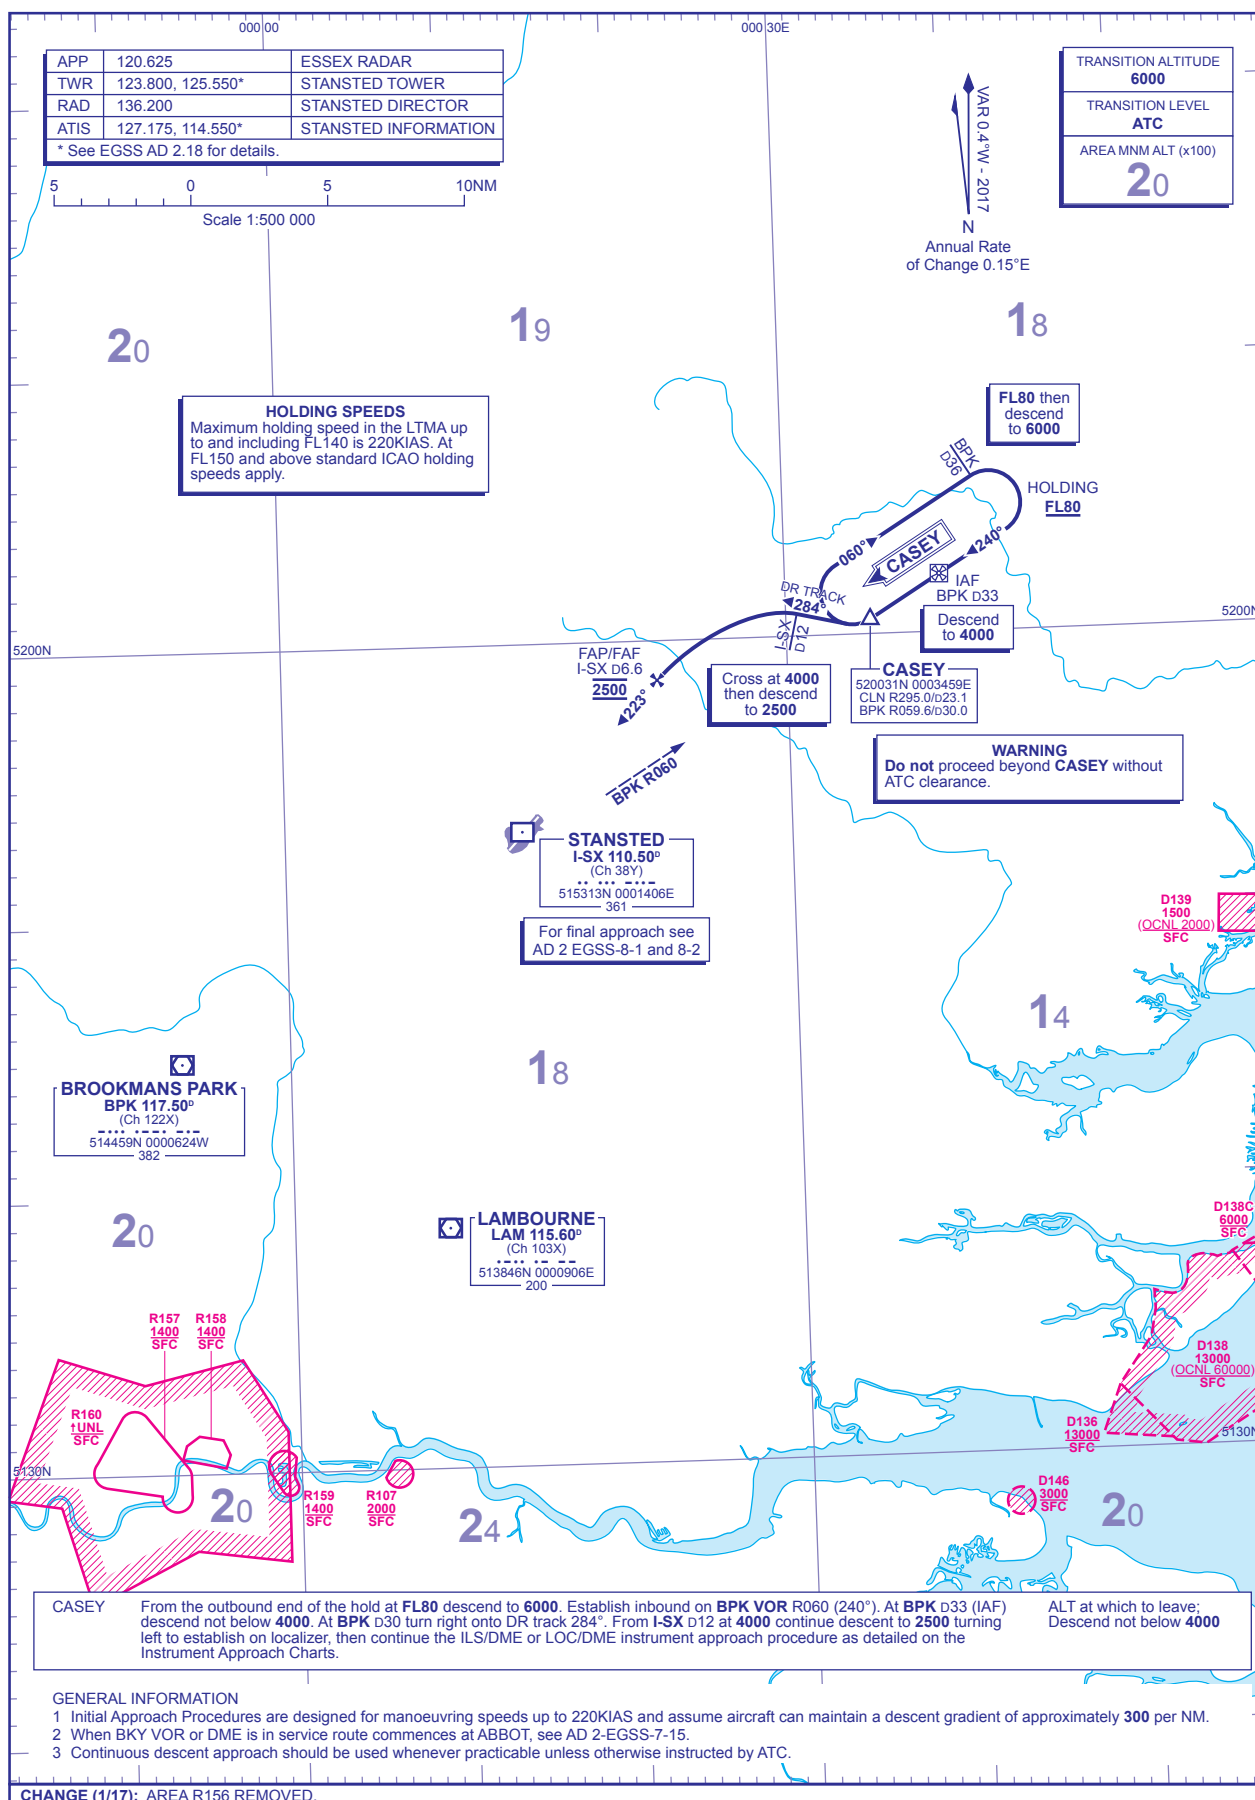 000 00
000 30E
APP 120.625 ESSEX RADAR
TWR 123.800, 125.550* STANSTED TOWER
RAD 136.200 STANSTED DIRECTOR
ATIS 127.175, 114.550* STANSTED INFORMATION
* See EGSS AD 2.18 for details.
5 0 5 10NM
Scale 1:500 000
VAR 0.4°W - 2017
N
Annual Rate
of Change 0.15°E
TRANSITION ALTITUDE
6000
TRANSITION LEVEL
ATC
AREA MNM ALT (x100)
20
20
19
18
HOLDING SPEEDS
Maximum holding speed in the LTMA up
to and including FL140 is 220KIAS. At
FL150 and above standard ICAO holding
speeds apply.
FL80 then
descend
to 6000
BPK
D36
HOLDING
FL80
060°
CASEY
240°
IAF
BPK D33
DR TRACK
284°
I-SX
D12
Descend
to 4000
5200N
5200N
FAP/FAF
I-SX D6.6
2500
223°
Cross at 4000
then descend
to 2500
CASEY
520031N 0003459E
CLN R295.0/D23.1
BPK R059.6/D30.0
WARNING
Do not proceed beyond CASEY without
ATC clearance.
BPK R060
STANSTED
I-SX 110.50D
(Ch 38Y)
515313N 0001406E
361
For final approach see
AD 2 EGSS-8-1 and 8-2
D139
1500
(OCNL 2000)
SFC
14
18
BROOKMANS PARK
BPK 117.50D
(Ch 122X)
514459N 0000624W
382
20
LAMBOURNE
LAM 115.60D
(Ch 103X)
513846N 0000906E
200
D138C
6000
SFC
R157
1400
SFC
R158
1400
SFC
D138
13000
(OCNL 60000)
SFC
R160
↑UNL
SFC
D136
13000
SFC
5130N
5130N
R159
1400
SFC
R107
2000
SFC
D146
3000
SFC
20
24
20
CASEY From the outbound end of the hold at FL80 descend to 6000. Establish inbound on BPK VOR R060 (240°). At BPK D33 (IAF) ALT at which to leave;
descend not below 4000. At BPK D30 turn right onto DR track 284°. From I-SX D12 at 4000 continue descent to 2500 turning Descend not below 4000
left to establish on localizer, then continue the ILS/DME or LOC/DME instrument approach procedure as detailed on the
Instrument Approach Charts.
GENERAL INFORMATION
1 Initial Approach Procedures are designed for manoeuvring speeds up to 220KIAS and assume aircraft can maintain a descent gradient of approximately 300 per NM.
2 When BKY VOR or DME is in service route commences at ABBOT, see AD 2-EGSS-7-15.
3 Continuous descent approach should be used whenever practicable unless otherwise instructed by ATC.
CHANGE (1/17): AREA R156 REMOVED.